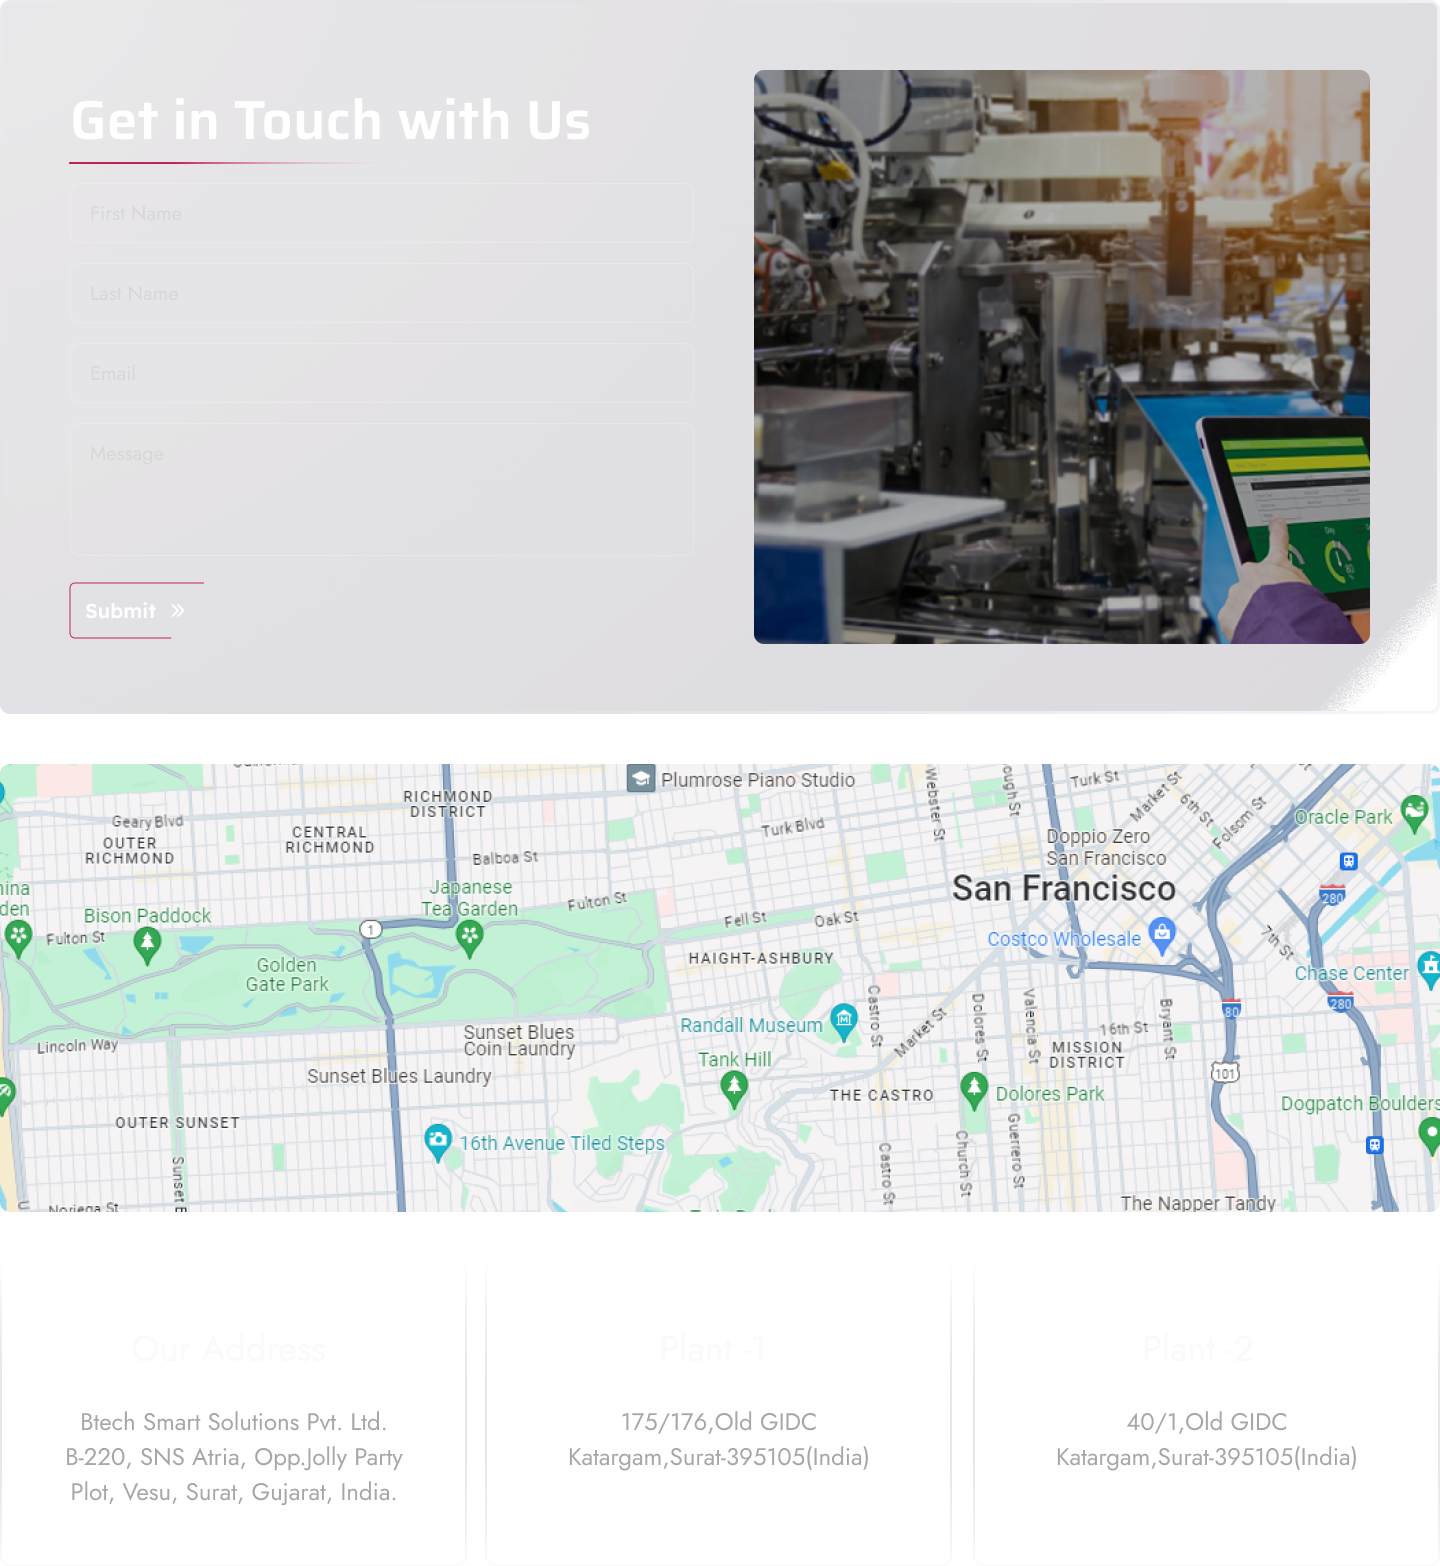 Get in Touch with Us
First Name
Last Name
Email
Message
Submit
Plumrose Piano Studio
RICHMOND
DISTRICT
Webster St
Turk St
Market St
6th St
Folsom St
Oracle Park
Geary Blvd
OUTER
RICHMOND
CENTRAL
RICHMOND
Turk Blvd
Balboa St
Doppio Zero
San Francisco
San Francisco
280
Japanese
Tea Garden
Fulton St
Bison Paddock
Fell St
Oak St
1
Fulton St
Costco Wholesale
7th St
HAIGHT-ASHBURY
Golden
Gate Park
Chase Center
280
80
Castro St
Dolores St
Valencia St
Bryant St
Market St
16th St
Randall Museum
Sunset Blues
Coin Laundry
Lincoln Way
MISSION
DISTRICT
Tank Hill
Sunset Blues Laundry
101
THE CASTRO
Dolores Park
Dogpatch Boulders
OUTER SUNSET
Guerrero St
16th Avenue Tiled Steps
Church St
Castro St
Sunset
Noriega St
The Napper Tandy
Our Address
Btech Smart Solutions Pvt. Ltd.
B-220, SNS Atria, Opp.Jolly Party
Plot, Vesu, Surat, Gujarat, India.
Plant -1
175/176,Old GIDC
Katargam,Surat-395105(India)
Plant -2
40/1,Old GIDC
Katargam,Surat-395105(India)